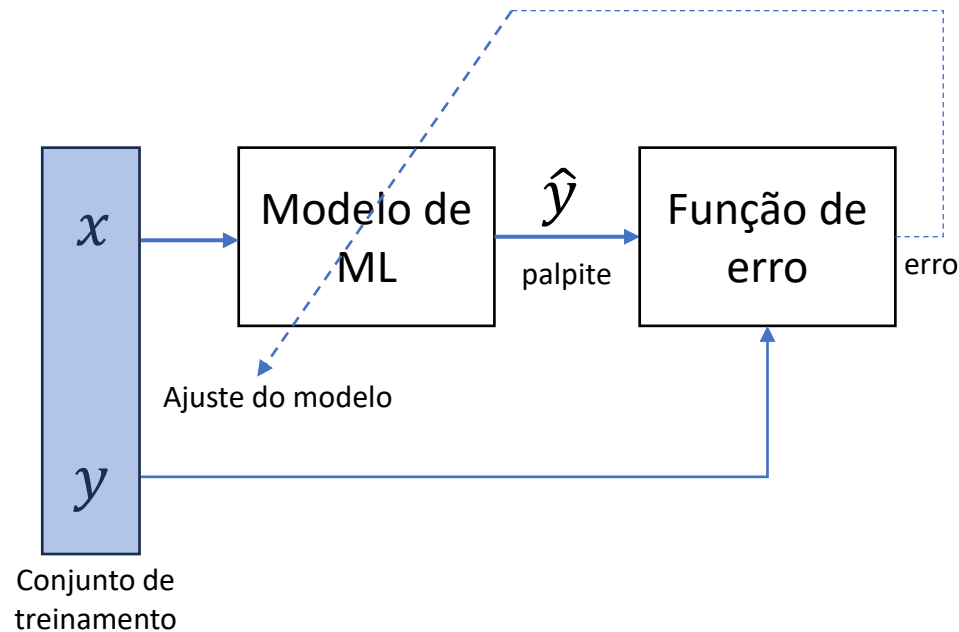 x
Modelo de
ML
ŷ
palpite
Função de
erro
erro
Ajuste do modelo
y
Conjunto de
treinamento